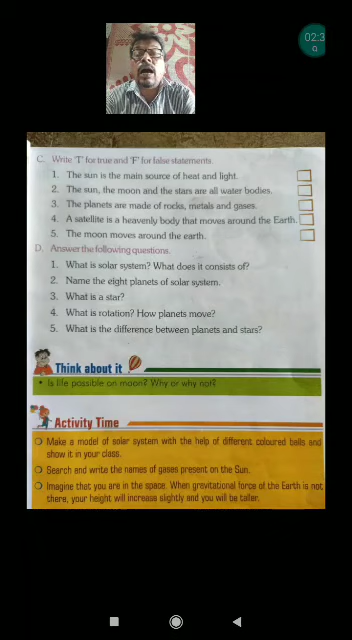 02:3
9
C. Write 'T' for true and 'F' for false statements.
1. The sun is the main source of heat and light.
2. The sun, the moon and the stars are all water bodies.
3. The planets are made of rocks, metals and gases.
4. A satellite is a heavenly body that moves around the Earth.
5. The moon moves around the earth.
D. Answer the following questions.
1. What is solar system? What does it consists of?
2. Name the eight planets of solar system.
3. What is a star?
4. What is rotation? How planets move?
5. What is the difference between planets and stars?
Think about it
• Is life possible on moon? Why or why not?
Activity Time
Make a model of solar system with the help of different coloured balls and
show it in your class.
Search and write the names of gases present on the Sun.
Imagine that you are in the space. When gravitational force of the Earth is not
there, your height will increase slightly and you will be taller.